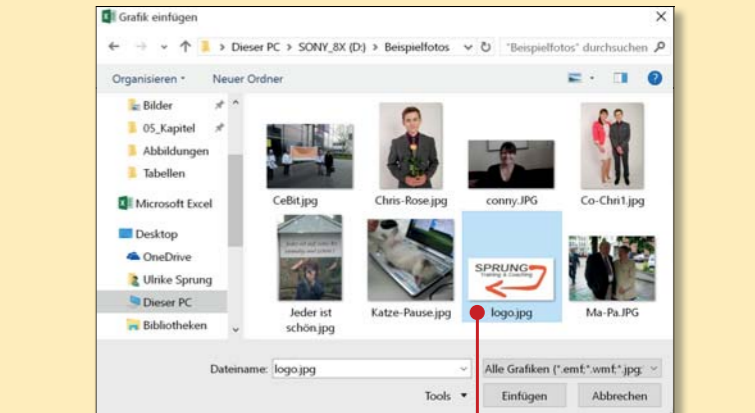 Grafik einfügen
Dieser PC > SONY_8X (D:) > Beispielfotos
"Beispielfotos" durchsuchen
Organisieren
Neuer Ordner
Bilder
05_Kapitel
Abbildungen
Tabellen
Microsoft Excel
Desktop
OneDrive
Ulrike Sprung
Dieser PC
Bibliotheken
CeBit.jpg
Chris-Rose.jpg
conny.JPG
Co-Chri1.jpg
SPRUNG
Training & Coaching
Jeder ist schön.jpg
Katze-Pause.jpg
logo.jpg
Ma-Pa.JPG
Dateiname: logo.jpg
Alle Grafiken (*.emf;*.wmf;*.jpg;
Tools
Einfügen
Abbrechen